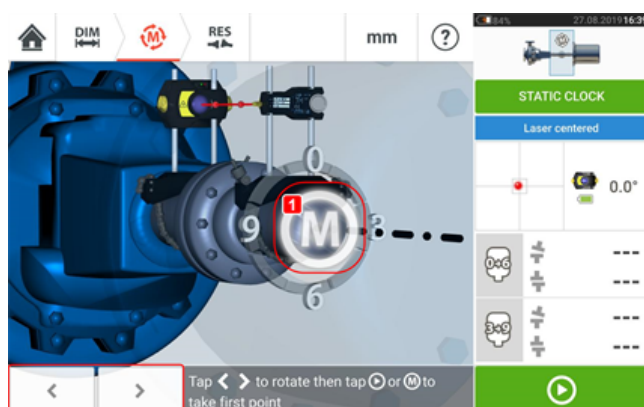 DIM
M
RES
mm
?
84%
27.08.2019 16:39
STATIC CLOCK
Laser centered
0.0°
0
1
M
9
3
6
0→6
---
---
3→9
---
---
Tap < > to rotate then tap or M to
take first point